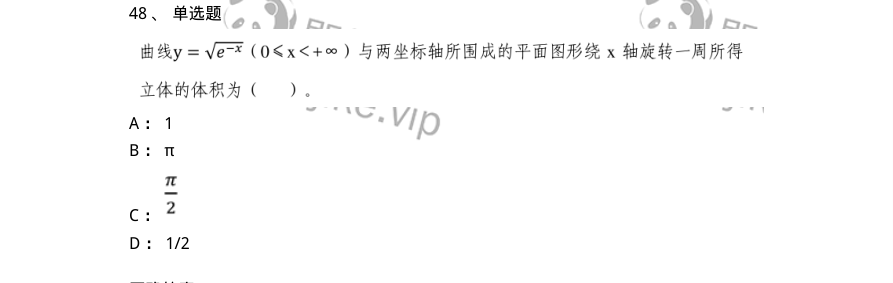 48 、 单选题
曲线y = √e⁻ˣ（0⩽x<+∞）与两坐标轴所围成的平面图形绕 x 轴旋转一周所得
立体的体积为（　　）。
A： 1
B： π
C： π/2
D： 1/2